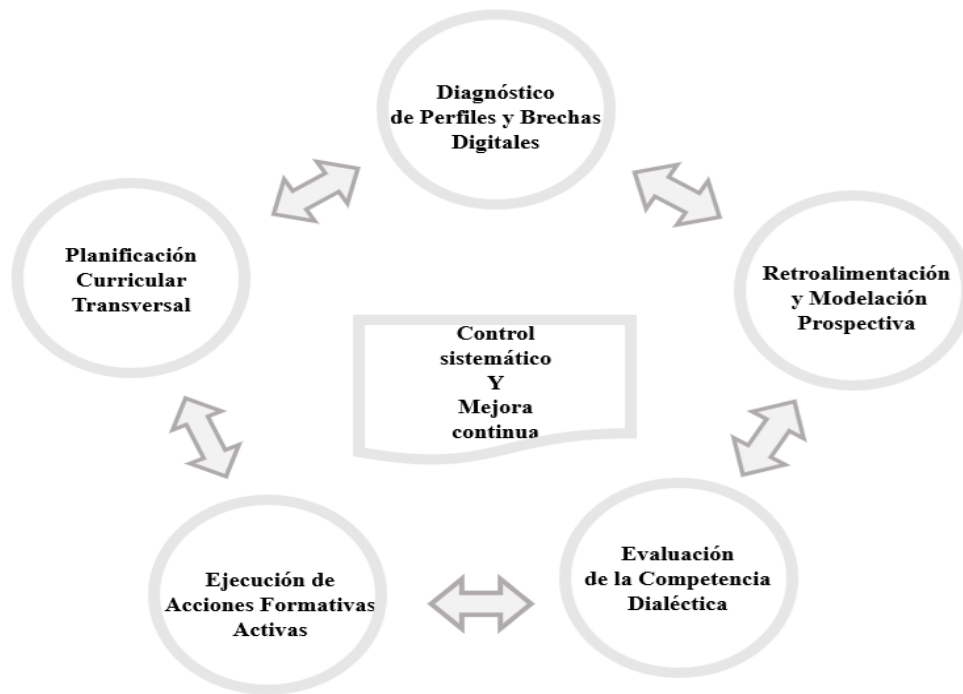 Diagnóstico
de Perfiles y Brechas
Digitales
Planificación
Curricular
Transversal
Retroalimentación
y Modelación
Prospectiva
Control
sistemático
Y
Mejora
continua
Ejecución de
Acciones Formativas
Activas
Evaluación
de la Competencia
Dialéctica